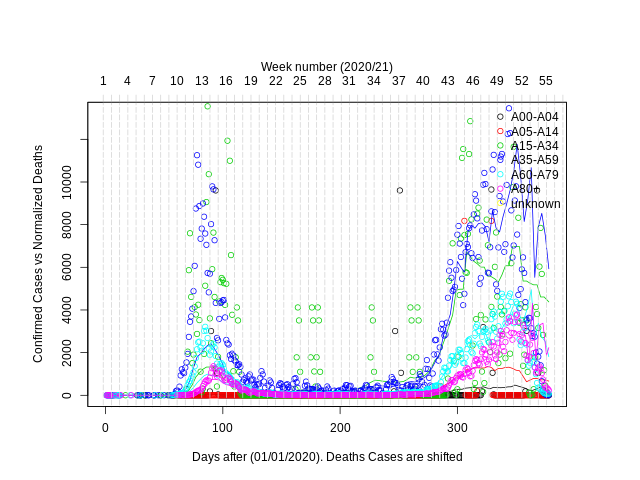 Week number (2020/21)
1 4 7 10 13 16 19 22 25 28 31 34 37 40 43 46 49 52 55
A00-A04
A05-A14
A15-A34
A35-A59
A60-A79
A80+
unknown
Confirmed Cases vs Normalized Deaths
0 2000 4000 6000 8000 10000
0 100 200 300
Days after (01/01/2020). Deaths Cases are shifted